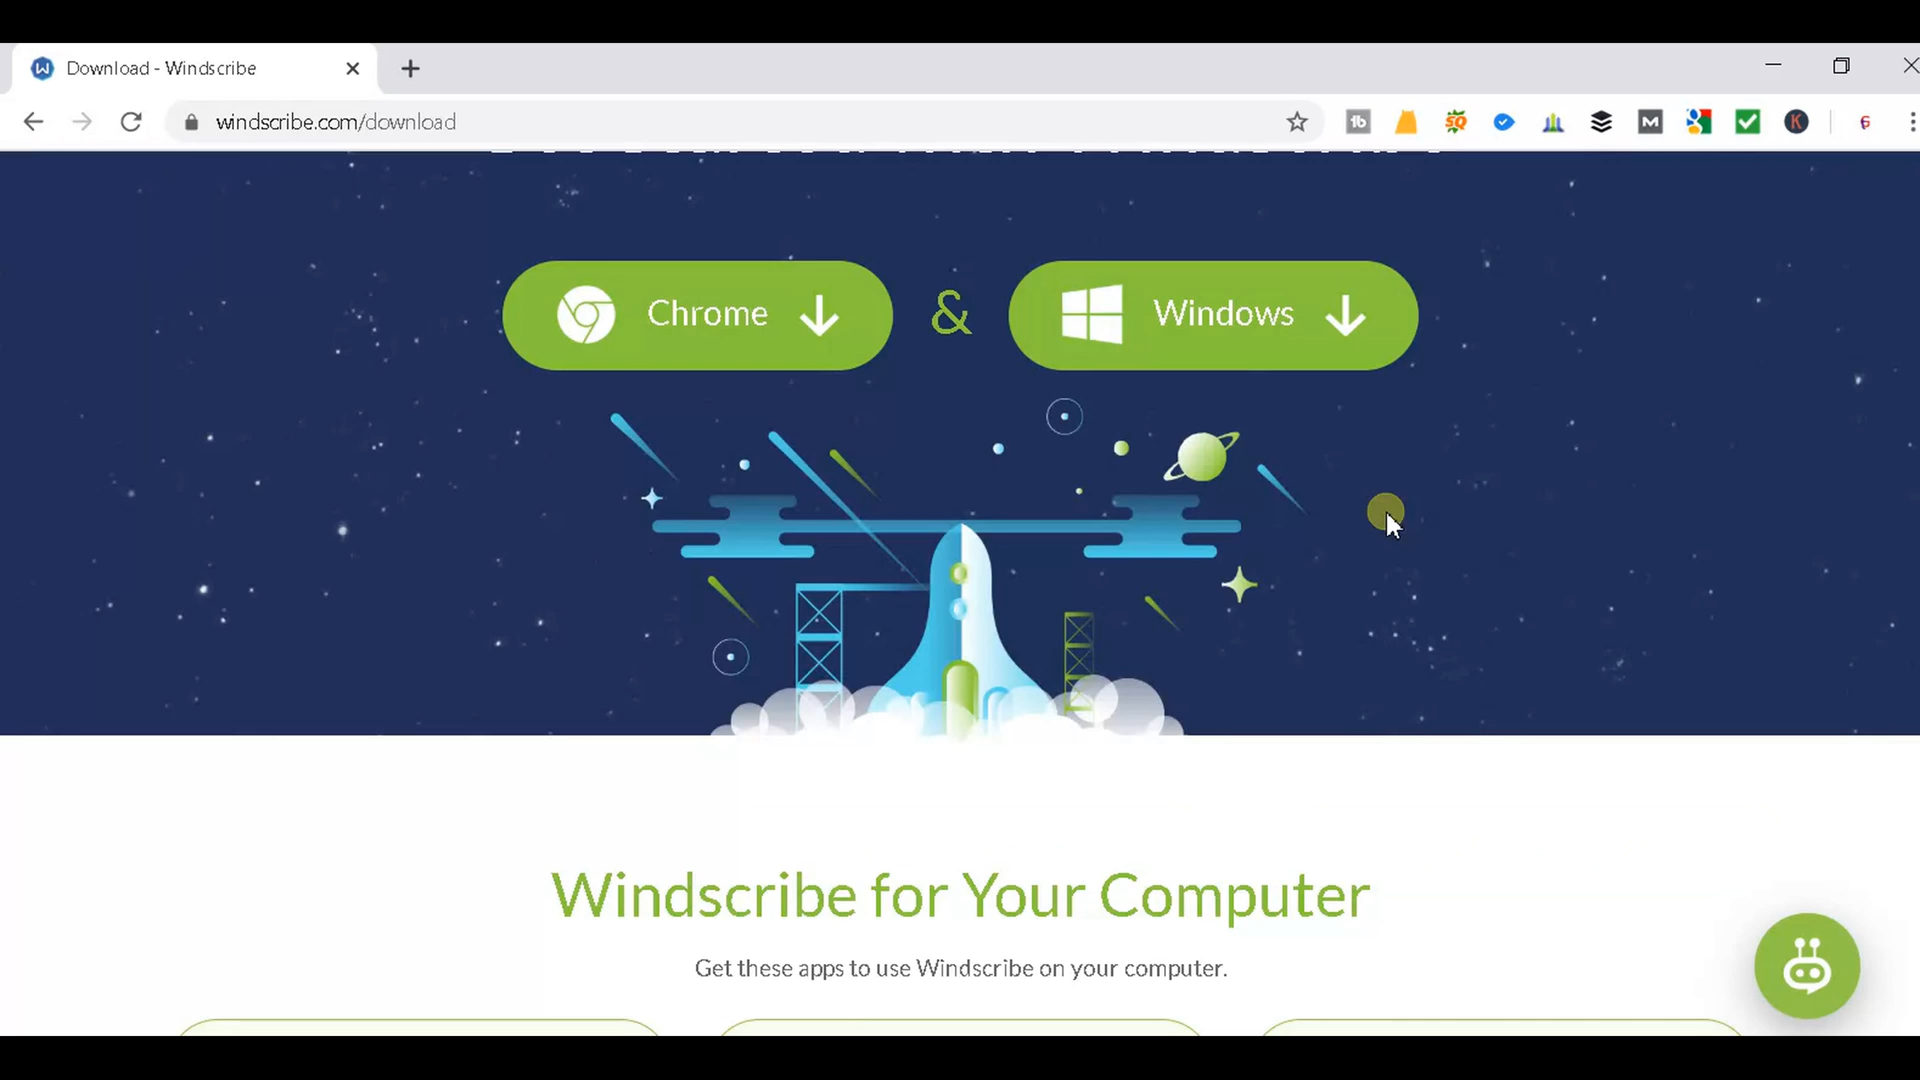 Download - Windscribe
windscribe.com/download
Chrome & Windows
Windscribe for Your Computer
Get these apps to use Windscribe on your computer.